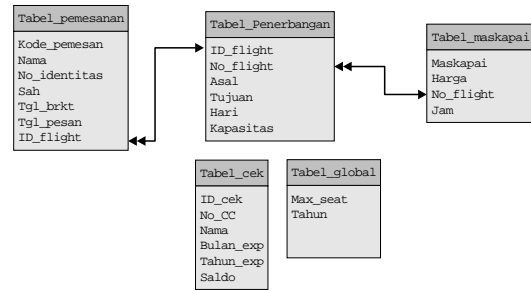 Tabel_pemesanan
Kode_pemesan
Nama
No_identitas
Sah
Tgl_brkt
Tgl_pesan
ID_flight
Tabel_Penerbangan
ID_flight
No_flight
Asal
Tujuan
Hari
Kapasitas
Tabel_maskapai
Maskapai
Harga
No_flight
Jam
Tabel_cek
ID_cek
No_CC
Nama
Bulan_exp
Tahun_exp
Saldo
Tabel_global
Max_seat
Tahun